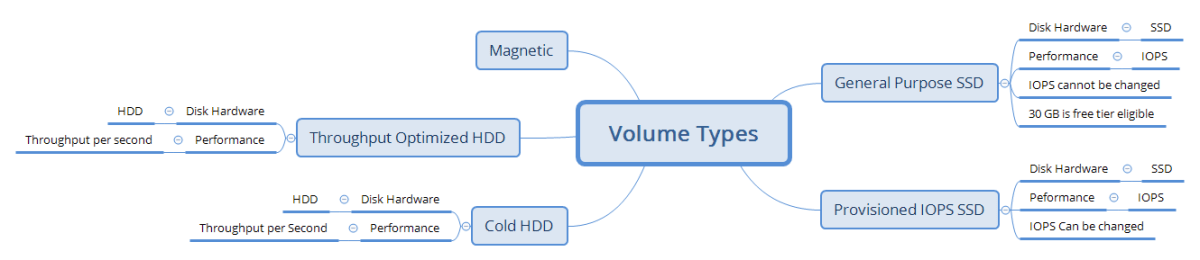 Volume Types
General Purpose SSD
Disk Hardware
SSD
Performance
IOPS
IOPS cannot be changed
30 GB is free tier eligible
Provisioned IOPS SSD
Disk Hardware
SSD
Peformance
IOPS
IOPS Can be changed
Magnetic
Throughput Optimized HDD
Disk Hardware
HDD
Performance
Throughput per second
Cold HDD
Disk Hardware
HDD
Performance
Throughput per Second